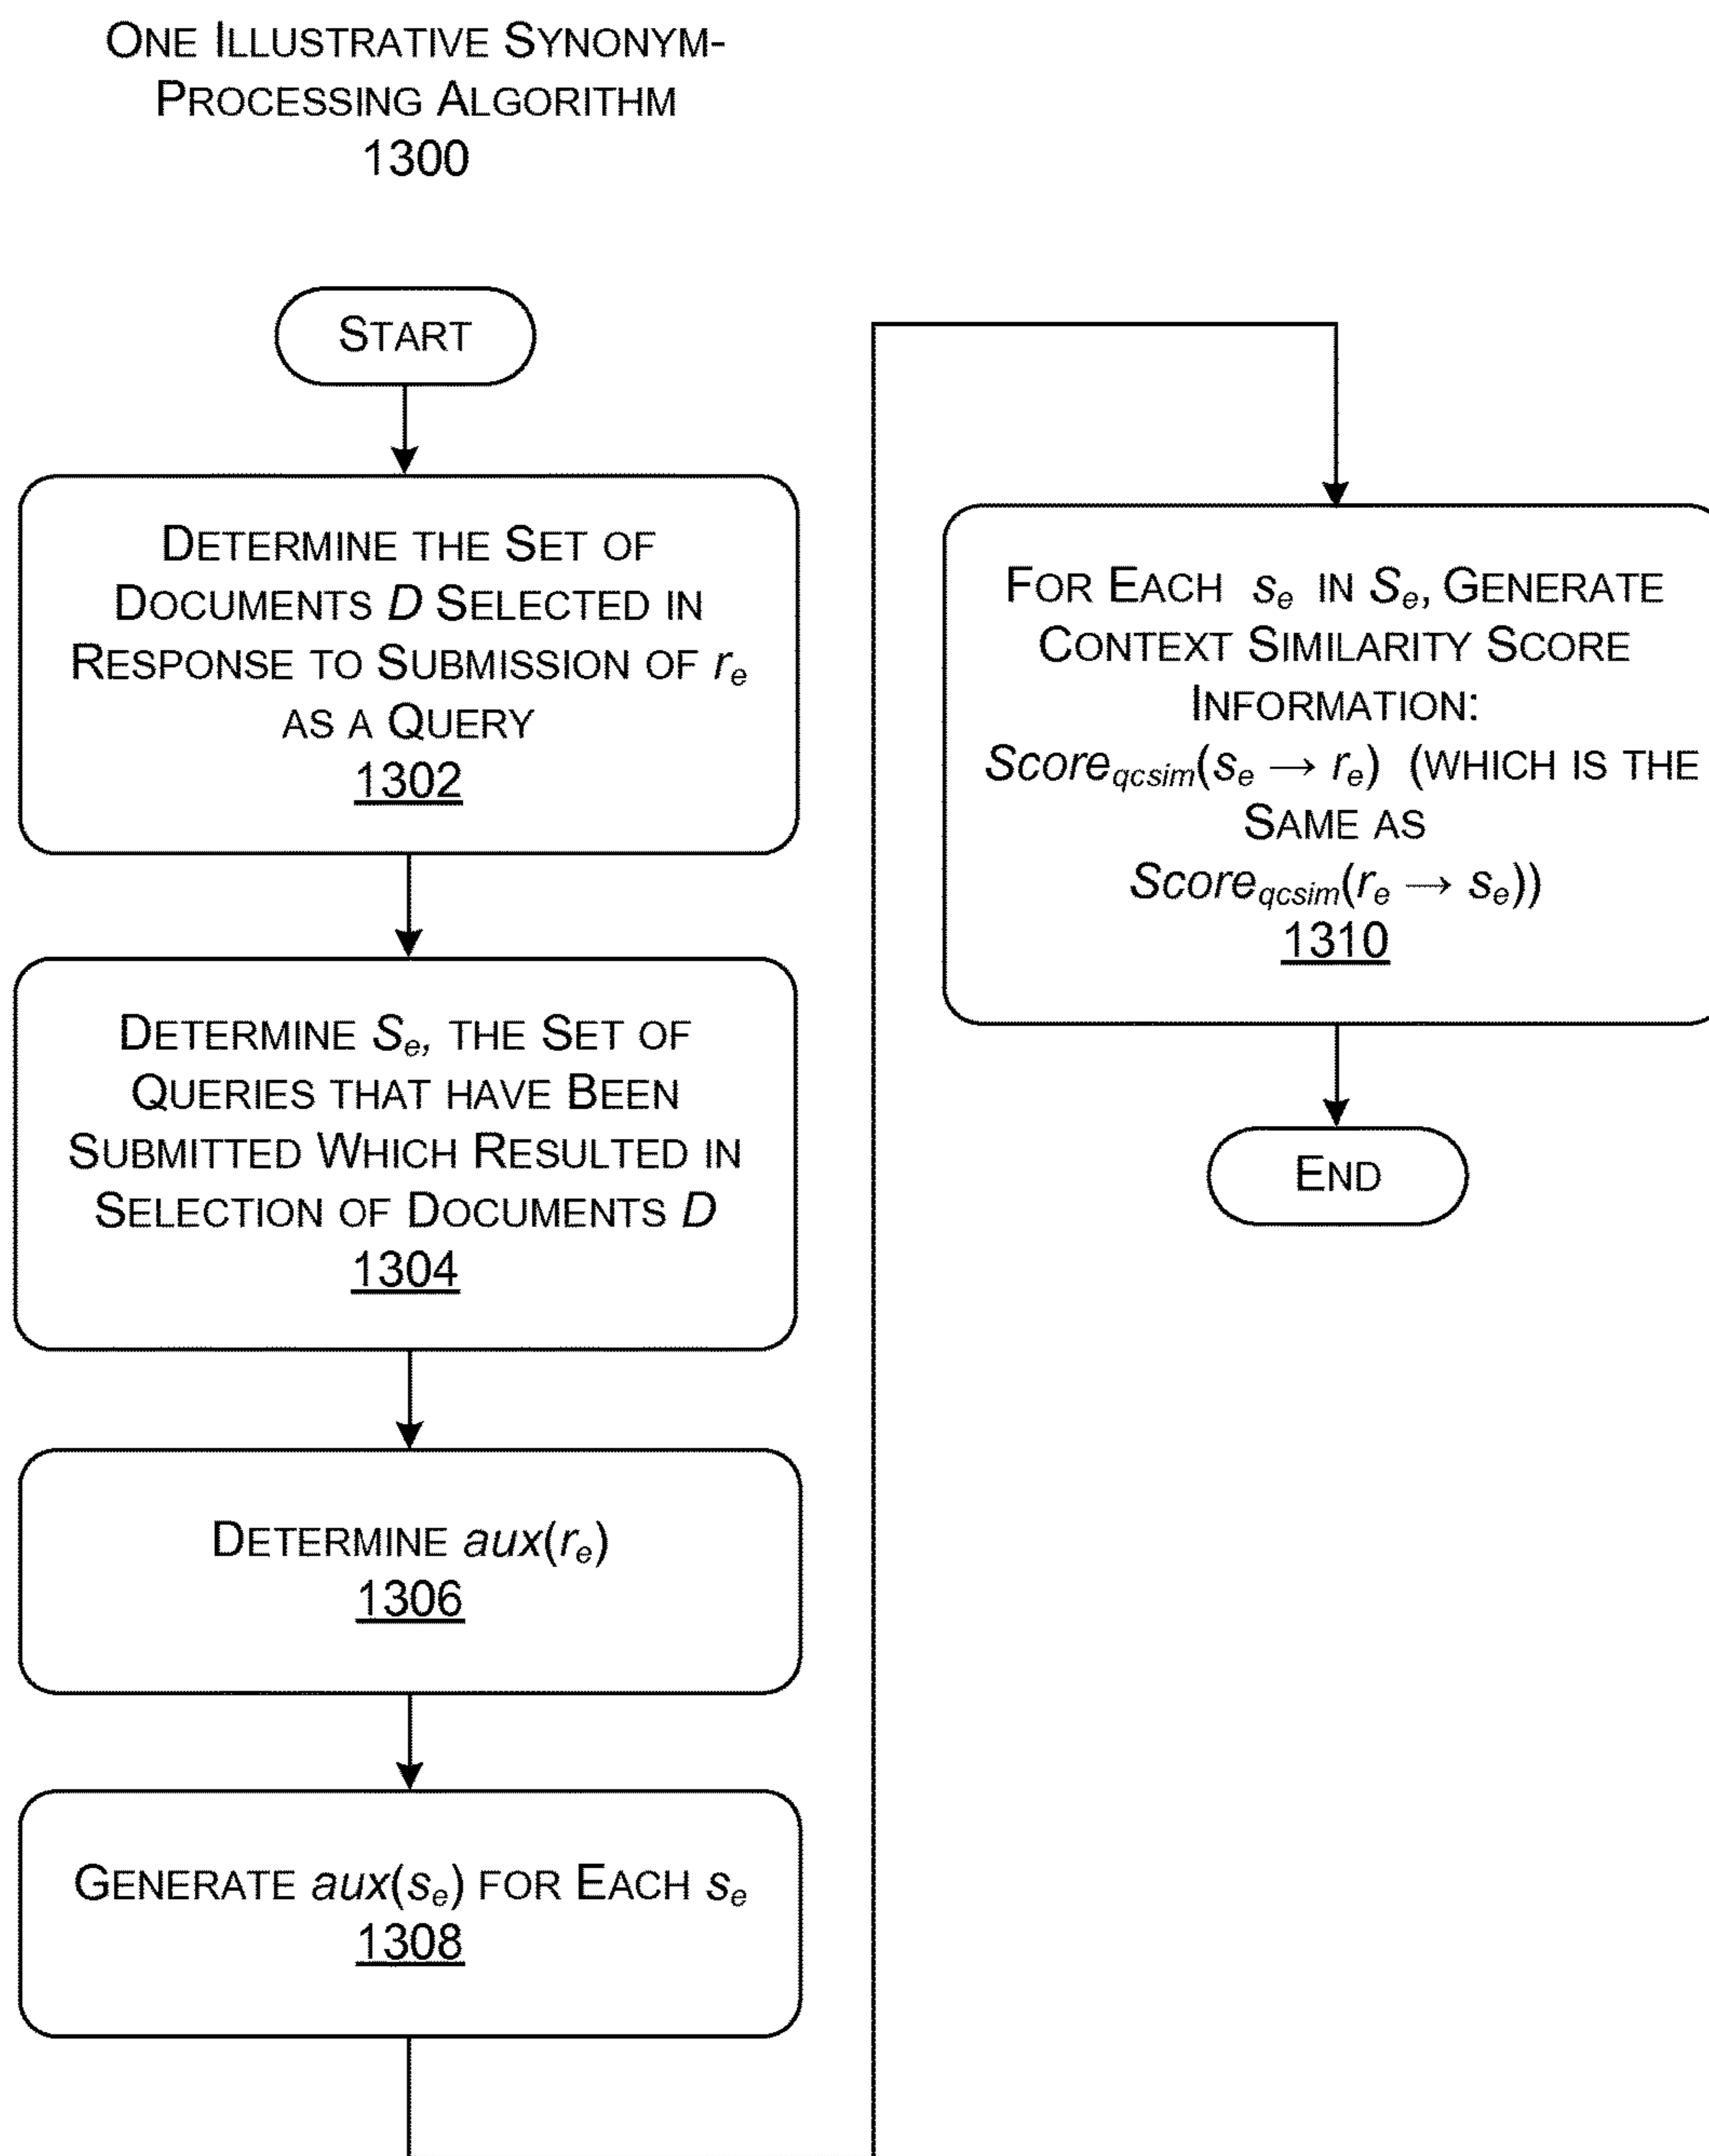 ONE ILLUSTRATIVE SYNONYM-
PROCESSING ALGORITHM
1300
START
DETERMINE THE SET OF
DOCUMENTS D SELECTED IN
RESPONSE TO SUBMISSION OF rₑ
AS A QUERY
1302
DETERMINE Sₑ, THE SET OF
QUERIES THAT HAVE BEEN
SUBMITTED WHICH RESULTED IN
SELECTION OF DOCUMENTS D
1304
DETERMINE aux(rₑ)
1306
GENERATE aux(sₑ) FOR EACH sₑ
1308
FOR EACH sₑ IN Sₑ, GENERATE
CONTEXT SIMILARITY SCORE
INFORMATION:
Score_qcsim(sₑ → rₑ) (WHICH IS THE
SAME AS
Score_qcsim(rₑ → sₑ))
1310
END